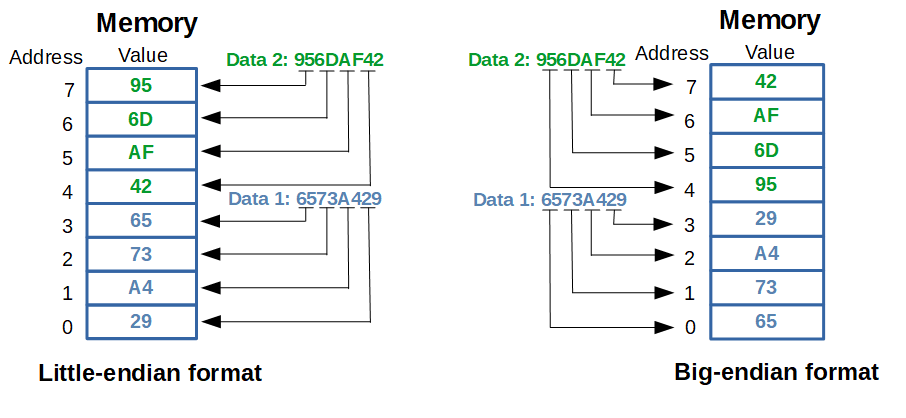 Memory
Address Value
Data 2: 956DAF42
7 95
6 6D
5 AF
4 42
Data 1: 6573A429
3 65
2 73
1 A4
0 29
Little-endian format
Memory
Address Value
Data 2: 956DAF42
7 42
6 AF
5 6D
4 95
Data 1: 6573A429
3 29
2 A4
1 73
0 65
Big-endian format